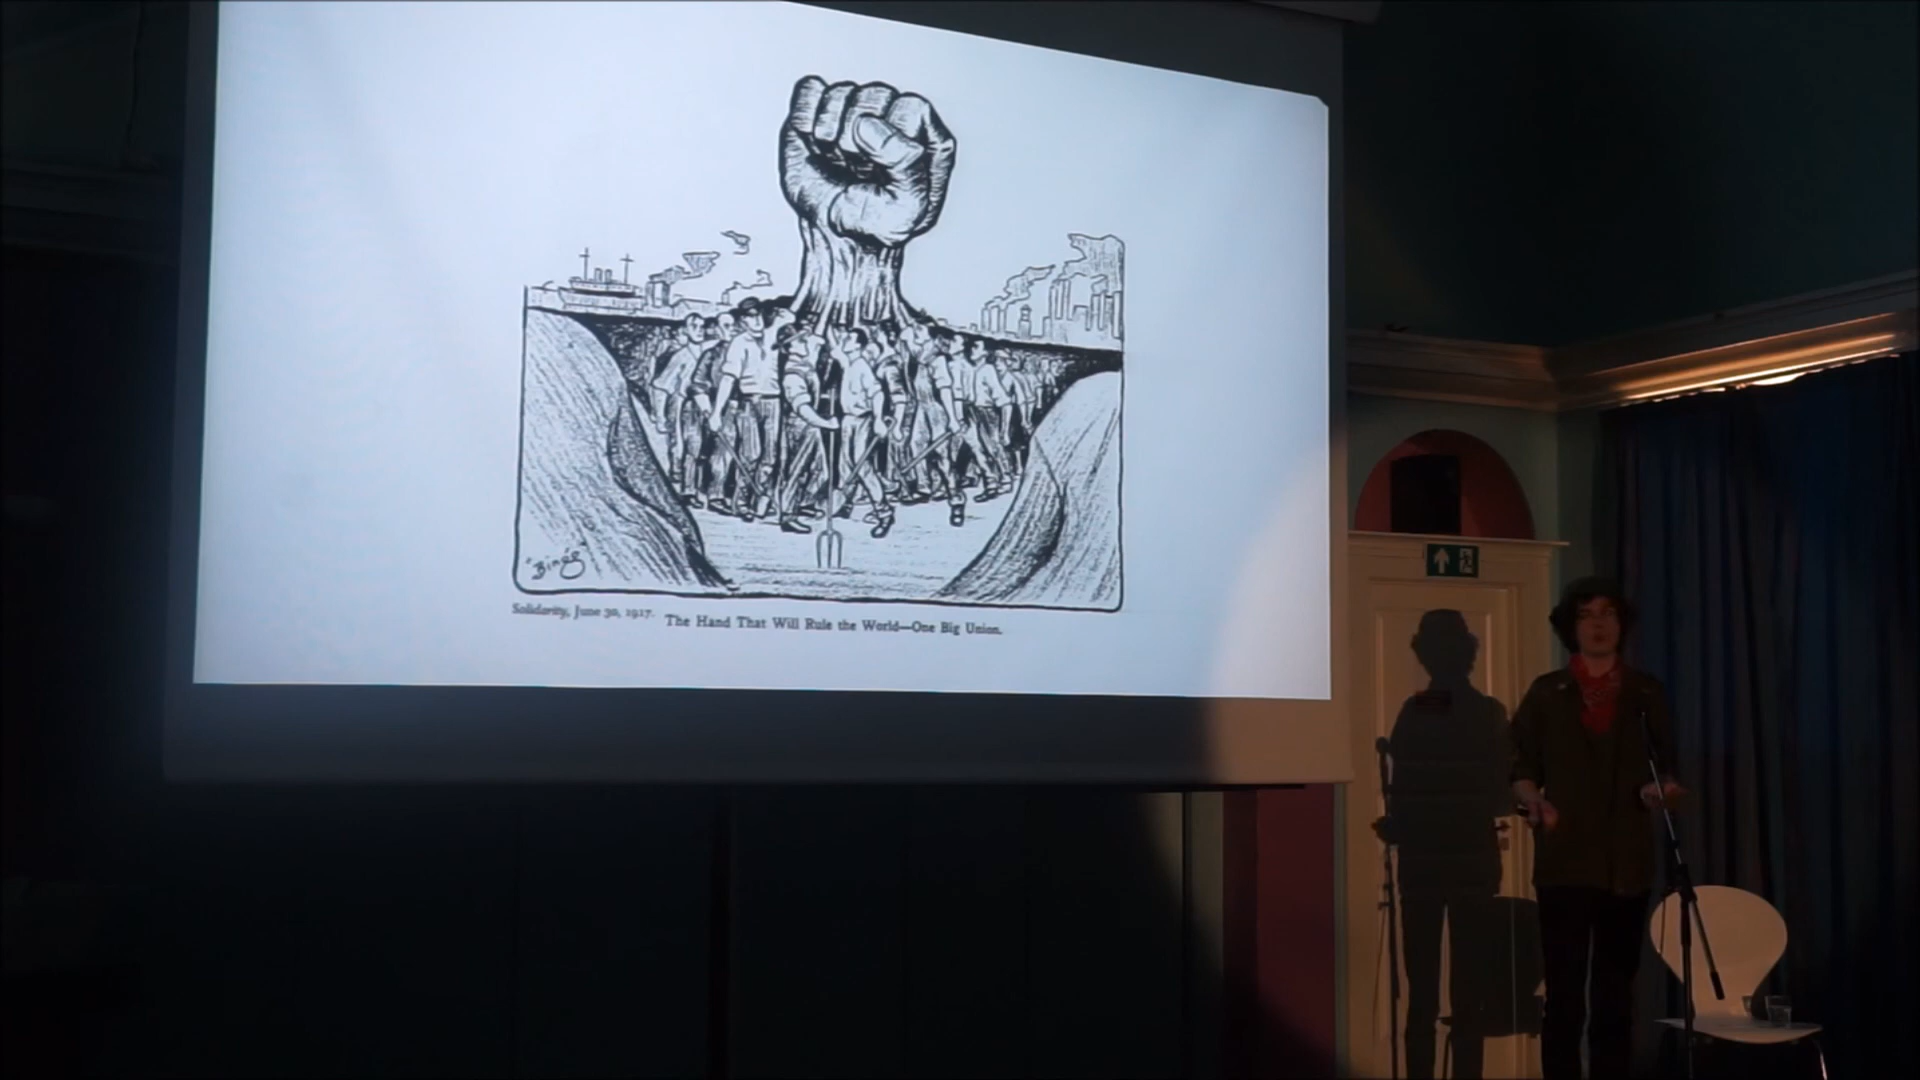 "Bingo"
Solidarity, June 30, 1917. The Hand That Will Rule the World—One Big Union.